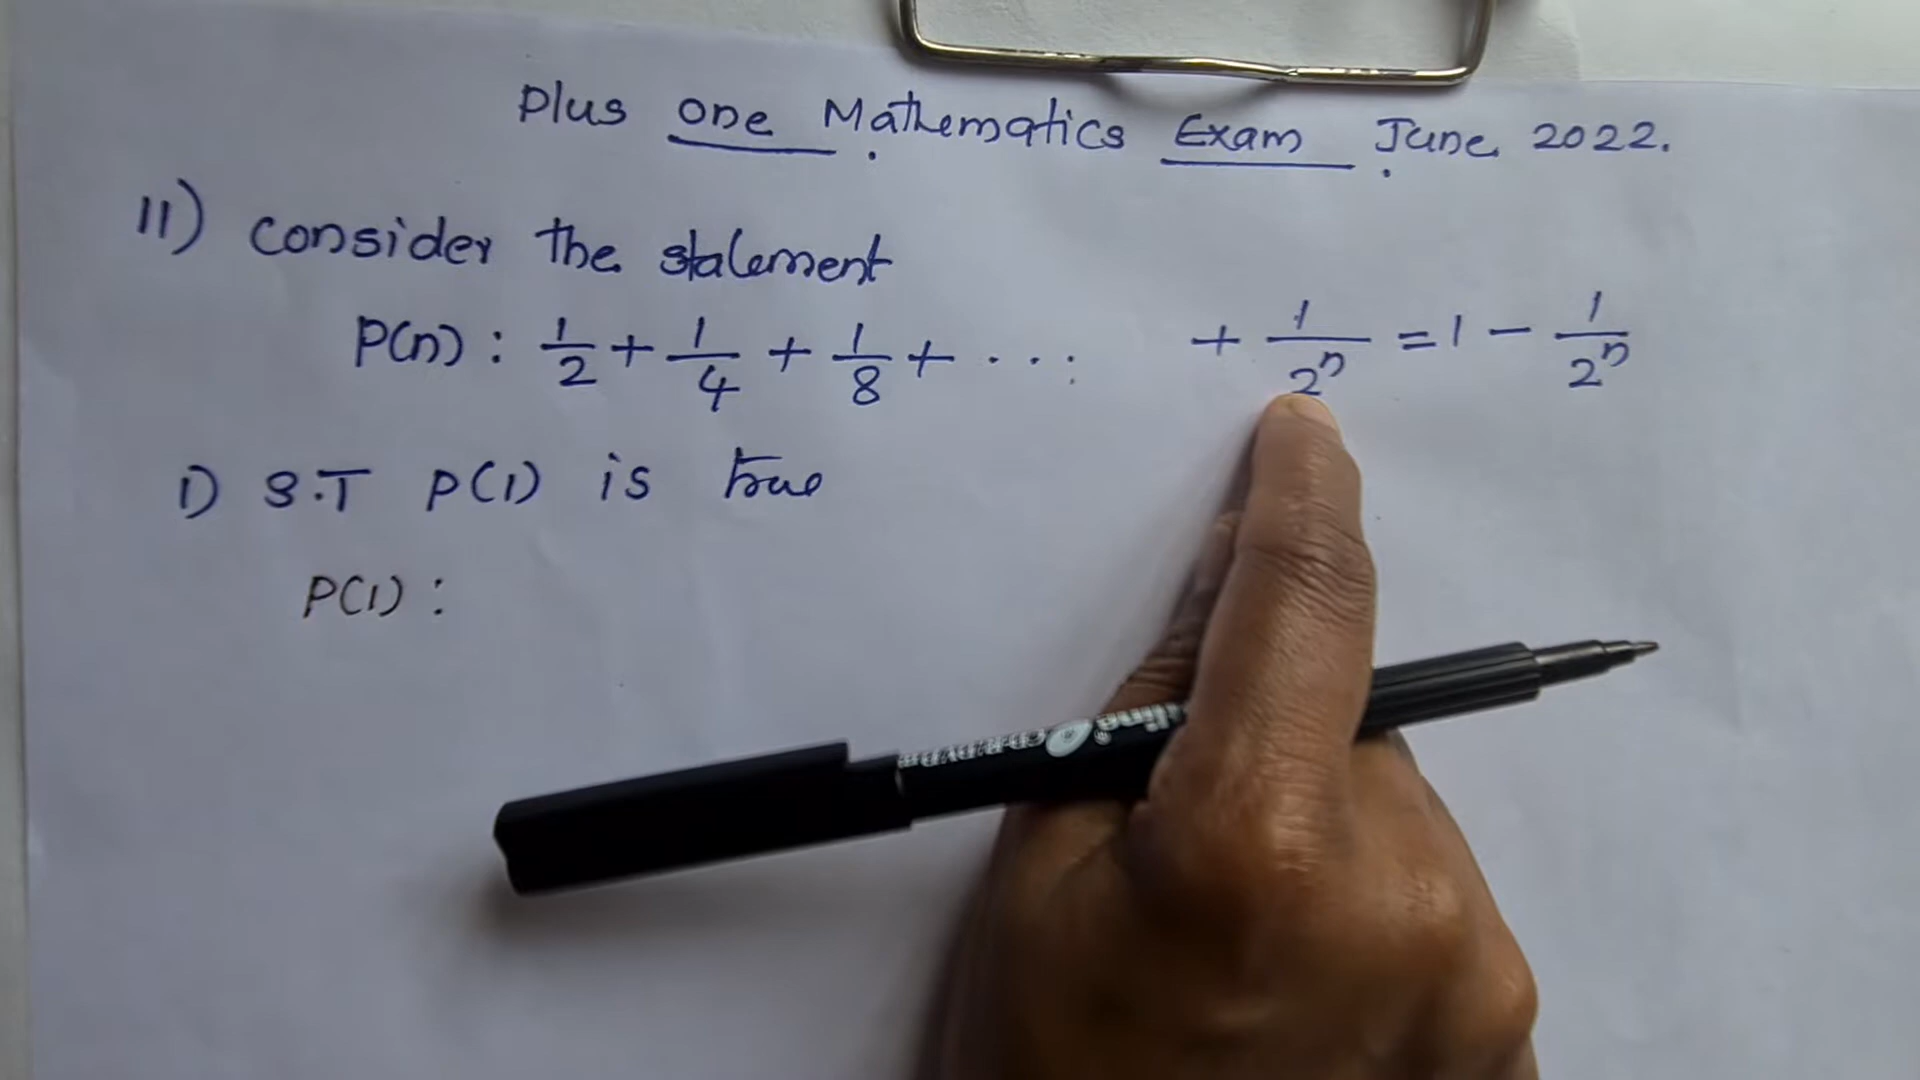 Plus one Mathematics Exam June 2022.
11) Consider the statement
P(n) : 1/2 + 1/4 + 1/8 + ... + 1/2^n = 1 - 1/2^n
1) S.T P(1) is true
P(1) :